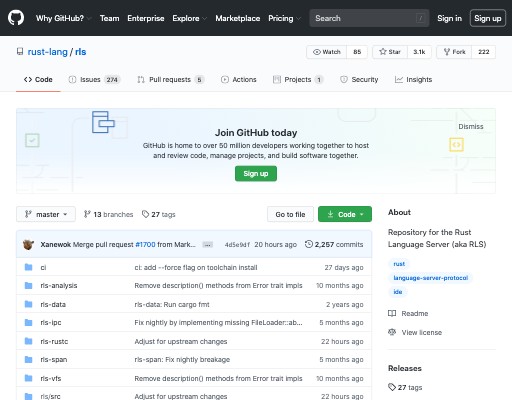 Why GitHub? Team Enterprise Explore Marketplace Pricing Search / Sign in Sign up
rust-lang / rls Watch 85 Star 3.1k Fork 222
Code Issues 274 Pull requests 5 Actions Projects 1 Security Insights
Join GitHub today
Dismiss
GitHub is home to over 50 million developers working together to host
and review code, manage projects, and build software together.
Sign up
master 13 branches 27 tags Go to file Code
Xanewok Merge pull request #1700 from Mark... ... 4d5e9df 20 hours ago 2,257 commits
ci ci: add --force flag on toolchain install 27 days ago
rls-analysis Remove description() methods from Error trait impls 10 months ago
rls-data rls-data: Run cargo fmt 2 years ago
rls-ipc Fix nightly by implementing missing FileLoader::ab... 5 months ago
rls-rustc Adjust for upstream changes 22 hours ago
rls-span rls-span: Fix nightly breakage 5 months ago
rls-vfs Remove description() methods from Error trait impls 10 months ago
rls/src Adjust for upstream changes 22 hours ago
About
Repository for the Rust
Language Server (aka RLS)
rust
language-server-protocol
ide
Readme
View license
Releases
27 tags